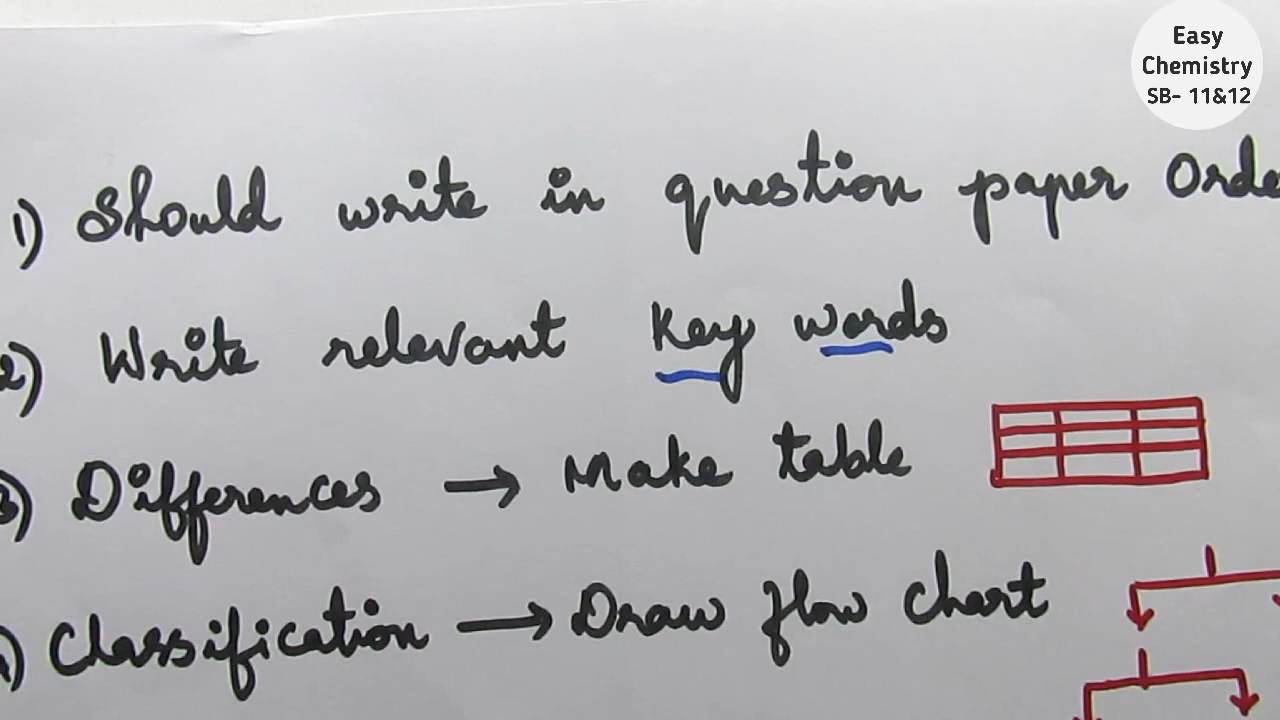 Easy
Chemistry
SB- 11&12
1) Should write in question paper Orde
2) Write relevant Key words
3) Differences → Make table
4) Classification → Draw flow chart